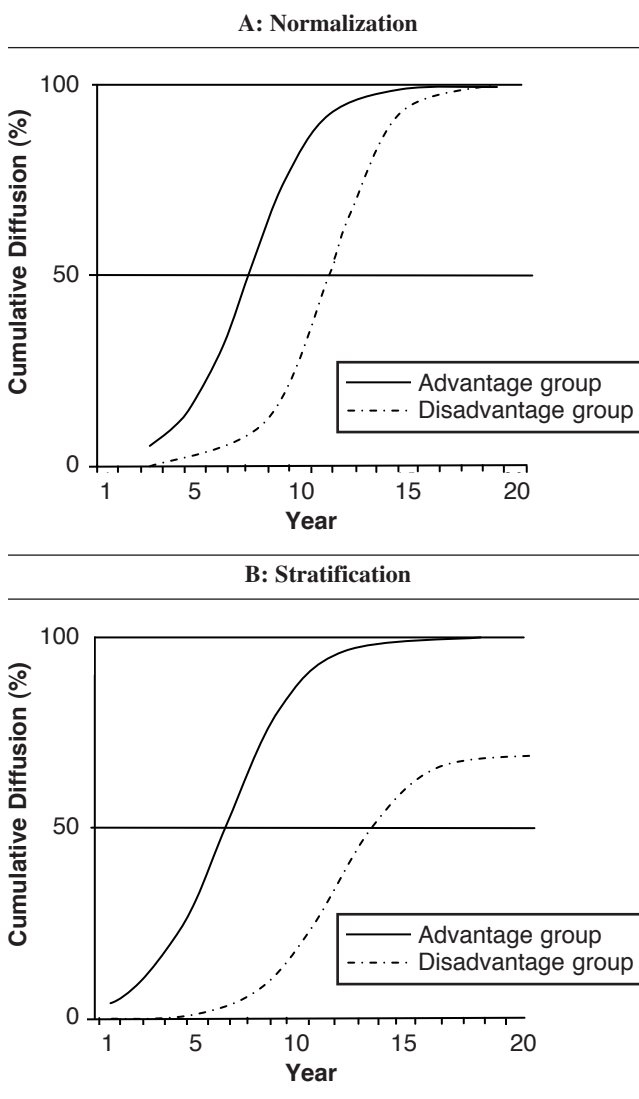 A: Normalization
Cumulative Diffusion (%)
100
50
0
Advantage group
Disadvantage group
1 5 10 15 20
Year
B: Stratification
Cumulative Diffusion (%)
100
50
0
Advantage group
Disadvantage group
1 5 10 15 20
Year